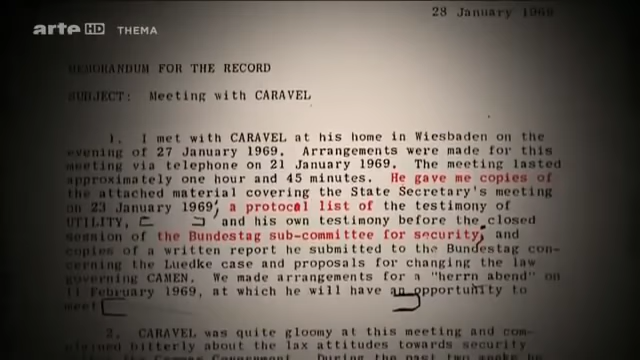 arte HD THEMA
28 January 1969
MEMORANDUM FOR THE RECORD
SUBJECT: Meeting with CARAVEL
1. I met with CARAVEL at his home in Wiesbaden on the
evening of 27 January 1969. Arrangements were made for this
meeting via telephone on 21 January 1969. The meeting lasted
approximately one hour and 45 minutes. He gave me copies of
the attached material covering the State Secretary's meeting
on 23 January 1969; a protocal list of the testimony of
UTILITY, and his own testimony before the closed
session of the Bundestag sub-committee for security; and
copies of a written report he submitted to the Bundestag con-
cerning the Luedke case and proposals for changing the law
governing CAMEN. We made arrangements for a "herrn abend" on
11 February 1969, at which he will have an opportunity to
meet
2. CARAVEL was quite gloomy at this meeting and com-
plained bitterly about the lax attitudes towards security